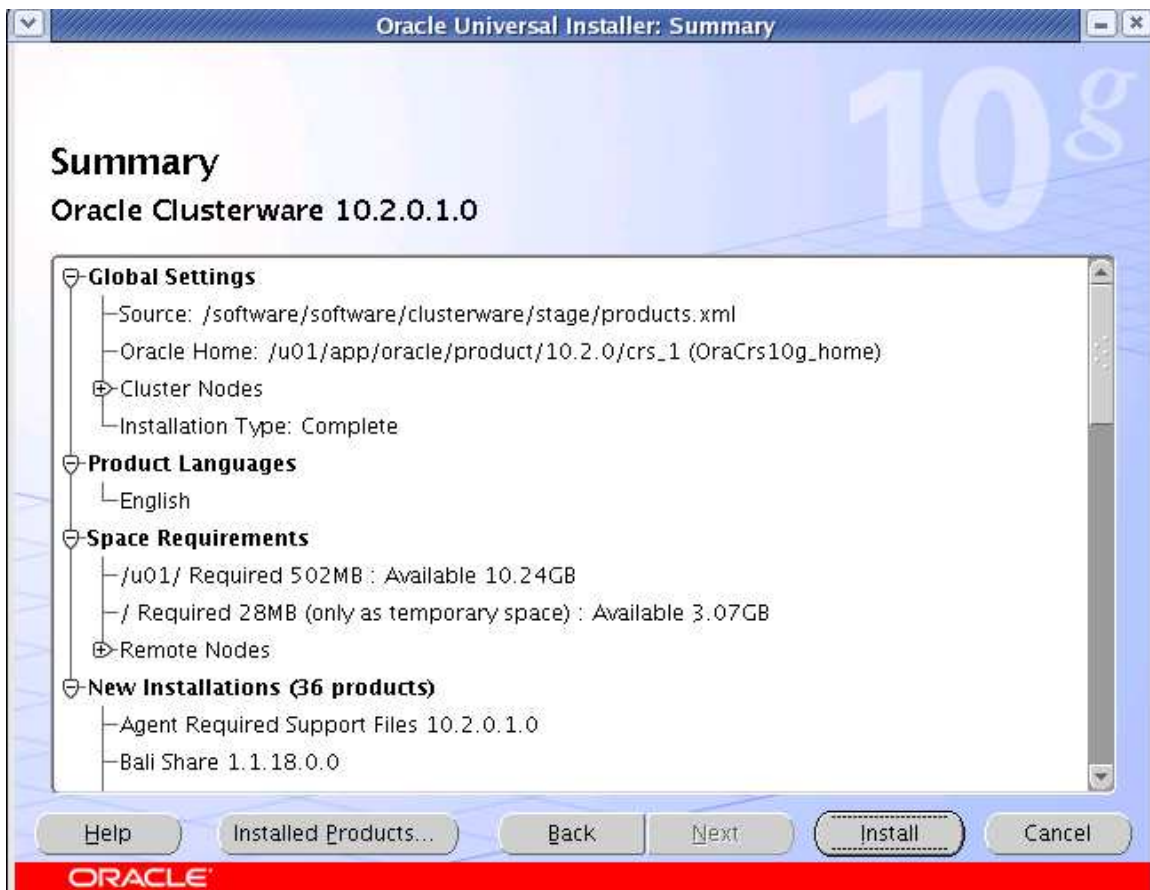 Oracle Universal Installer: Summary
10g
Summary
Oracle Clusterware 10.2.0.1.0
Global Settings
Source: /software/software/clusterware/stage/products.xml
Oracle Home: /u01/app/oracle/product/10.2.0/crs_1 (OraCrs10g_home)
Cluster Nodes
Installation Type: Complete
Product Languages
English
Space Requirements
/u01/ Required 502MB : Available 10.24GB
/ Required 28MB (only as temporary space) : Available 3.07GB
Remote Nodes
New Installations (36 products)
Agent Required Support Files 10.2.0.1.0
Bali Share 1.1.18.0.0
Help Installed Products... Back Next Install Cancel
ORACLE